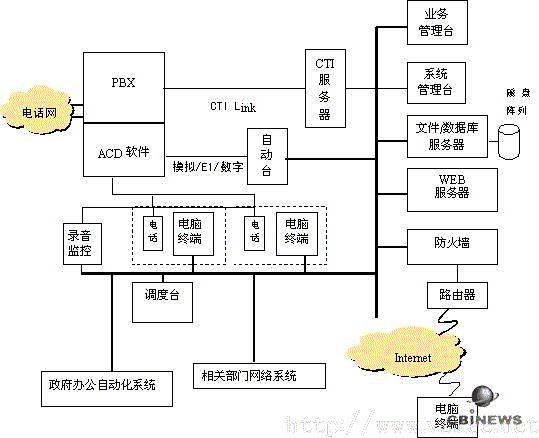 业务
管理台
PBX
CTI
服
务
器
系统
管理台
电话网
CTI Link
磁盘
阵列
文件/数据库
服务器
ACD 软件
自
动
台
模拟/E1/数字
WEB
服务器
录音
监控
电
话
电脑
终端
电
话
电脑
终端
防火墙
调度台
路由器
Internet
政府办公自动化系统
相关部门网络系统
电脑
终端
CBINEWS